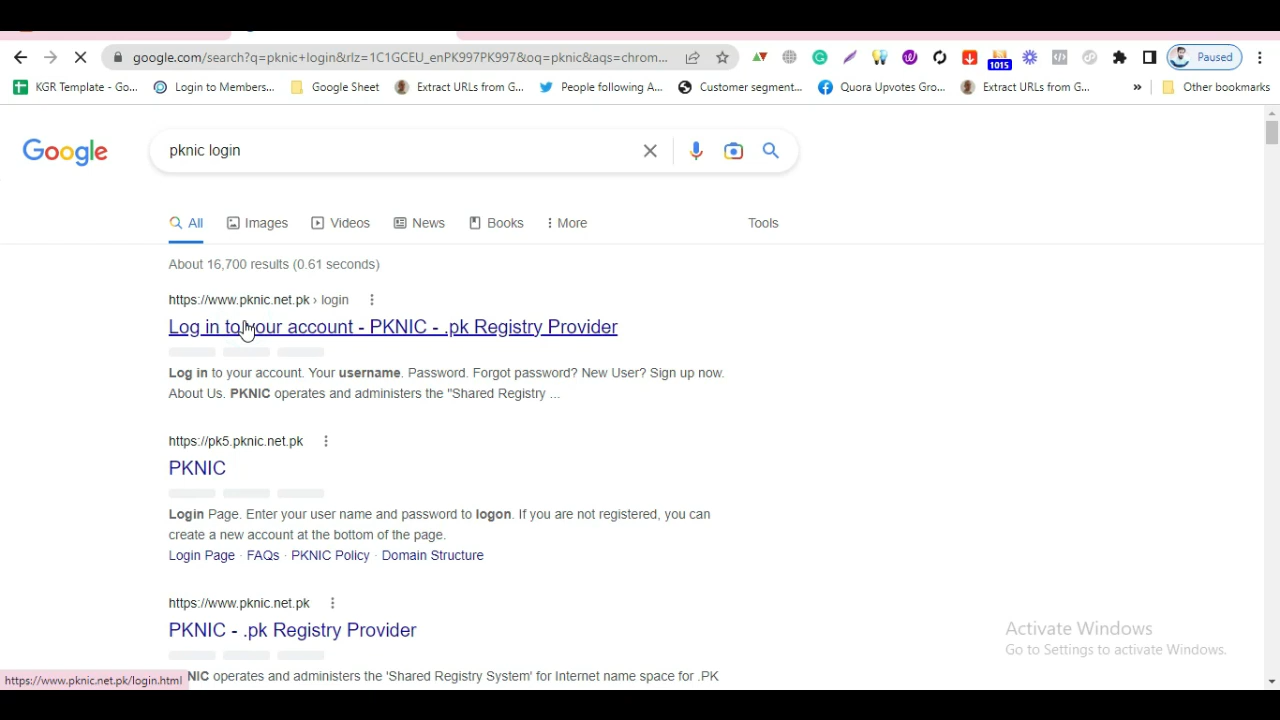 google.com/search?q=pknic+login&rlz=1C1GCEU_enPK997PK997&oq=pknic&aqs=chrom...
1015
Paused
KGR Template - Go...
Login to Members...
Google Sheet
Extract URLs from G...
People following A...
Customer segment...
Quora Upvotes Gro...
Extract URLs from G...
»
Other bookmarks
Google
pknic login
All
Images
Videos
News
Books
More
Tools
About 16,700 results (0.61 seconds)
https://www.pknic.net.pk › login
Log in to your account - PKNIC - .pk Registry Provider
Log in to your account. Your username. Password. Forgot password? New User? Sign up now.
About Us. PKNIC operates and administers the "Shared Registry ...
https://pk5.pknic.net.pk
PKNIC
Login Page. Enter your user name and password to logon. If you are not registered, you can
create a new account at the bottom of the page.
Login Page · FAQs · PKNIC Policy · Domain Structure
https://www.pknic.net.pk
PKNIC - .pk Registry Provider
NIC operates and administers the 'Shared Registry System' for Internet name space for .PK
https://www.pknic.net.pk/login.html
Activate Windows
Go to Settings to activate Windows.